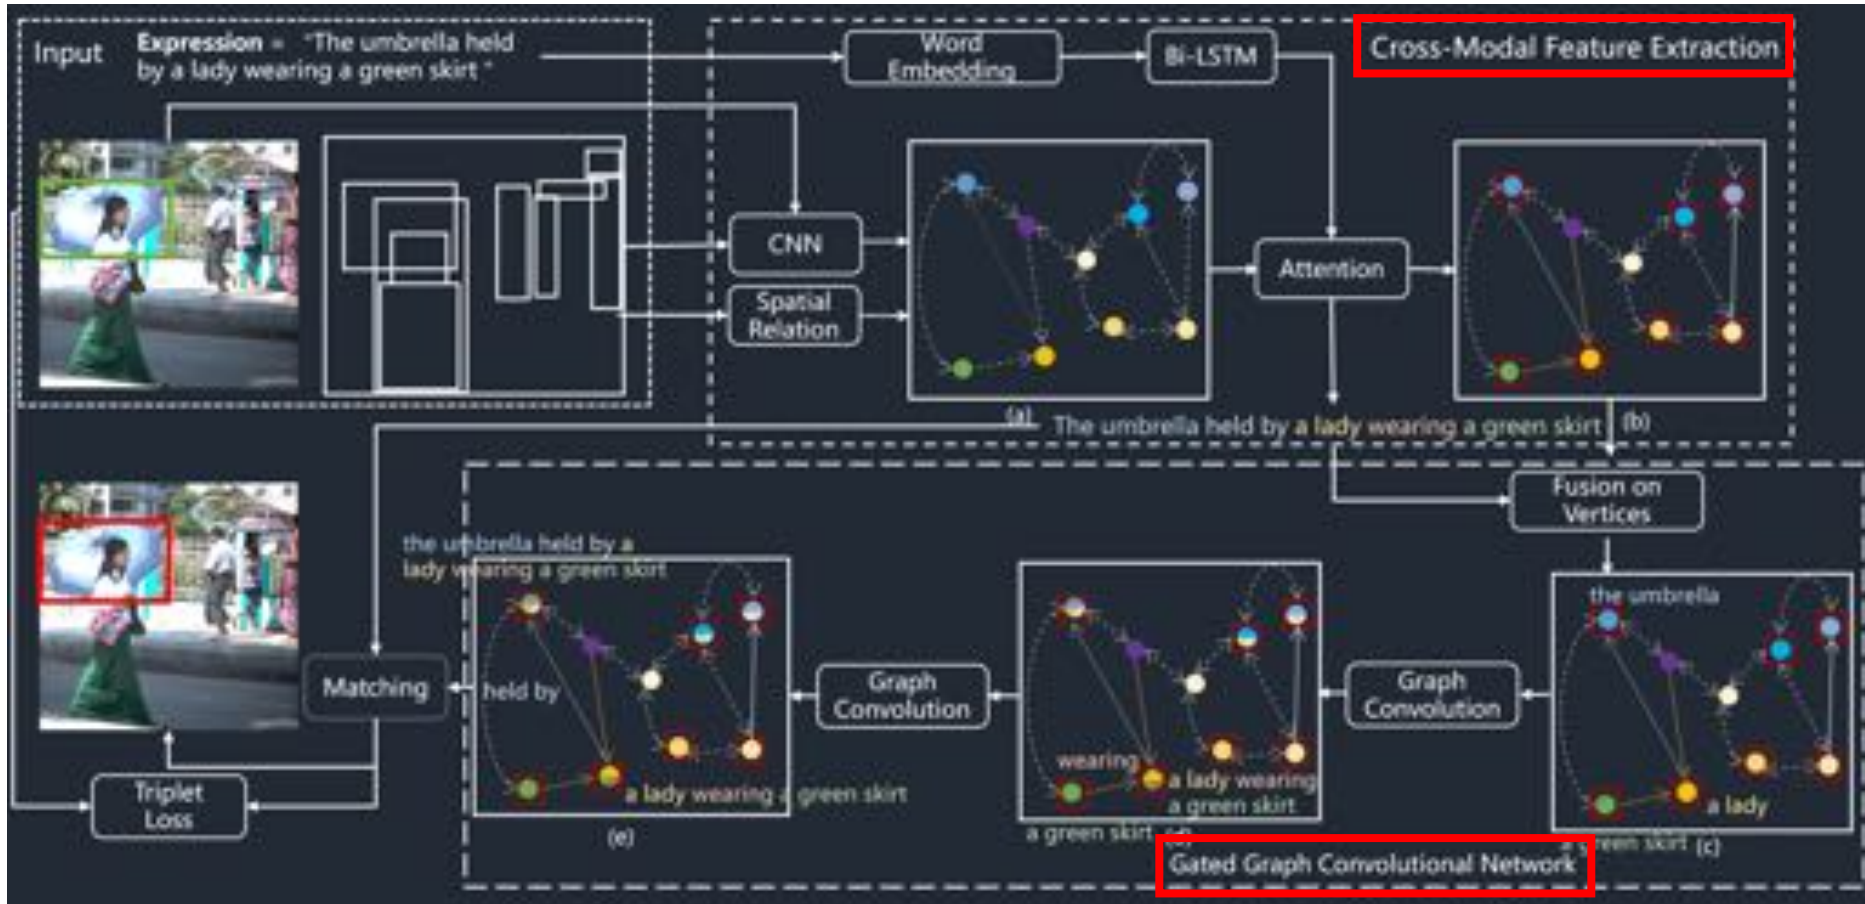 Input
Expression = "The umbrella held
by a lady wearing a green skirt "
Word
Embedding
Bi-LSTM
Cross-Modal Feature Extraction
CNN
Spatial
Relation
Attention
(a)
The umbrella held by a lady wearing a green skirt
(b)
Fusion on
Vertices
the umbrella held by a
lady wearing a green skirt
held by
a lady wearing a green skirt
(e)
Graph
Convolution
wearing
a lady wearing
a green skirt
a green skirt
(d)
Graph
Convolution
the umbrella
a lady
a green skirt
(c)
Matching
Triplet
Loss
Gated Graph Convolutional Network